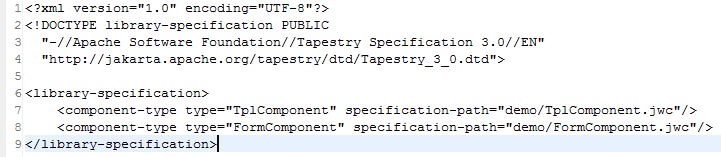 1 <?xml version="1.0" encoding="UTF-8"?>
2 <!DOCTYPE library-specification PUBLIC
3   "-//Apache Software Foundation//Tapestry Specification 3.0//EN"
4   "http://jakarta.apache.org/tapestry/dtd/Tapestry_3_0.dtd">
5
6 <library-specification>
7     <component-type type="TplComponent" specification-path="demo/TplComponent.jwc"/>
8     <component-type type="FormComponent" specification-path="demo/FormComponent.jwc"/>
9 </library-specification>